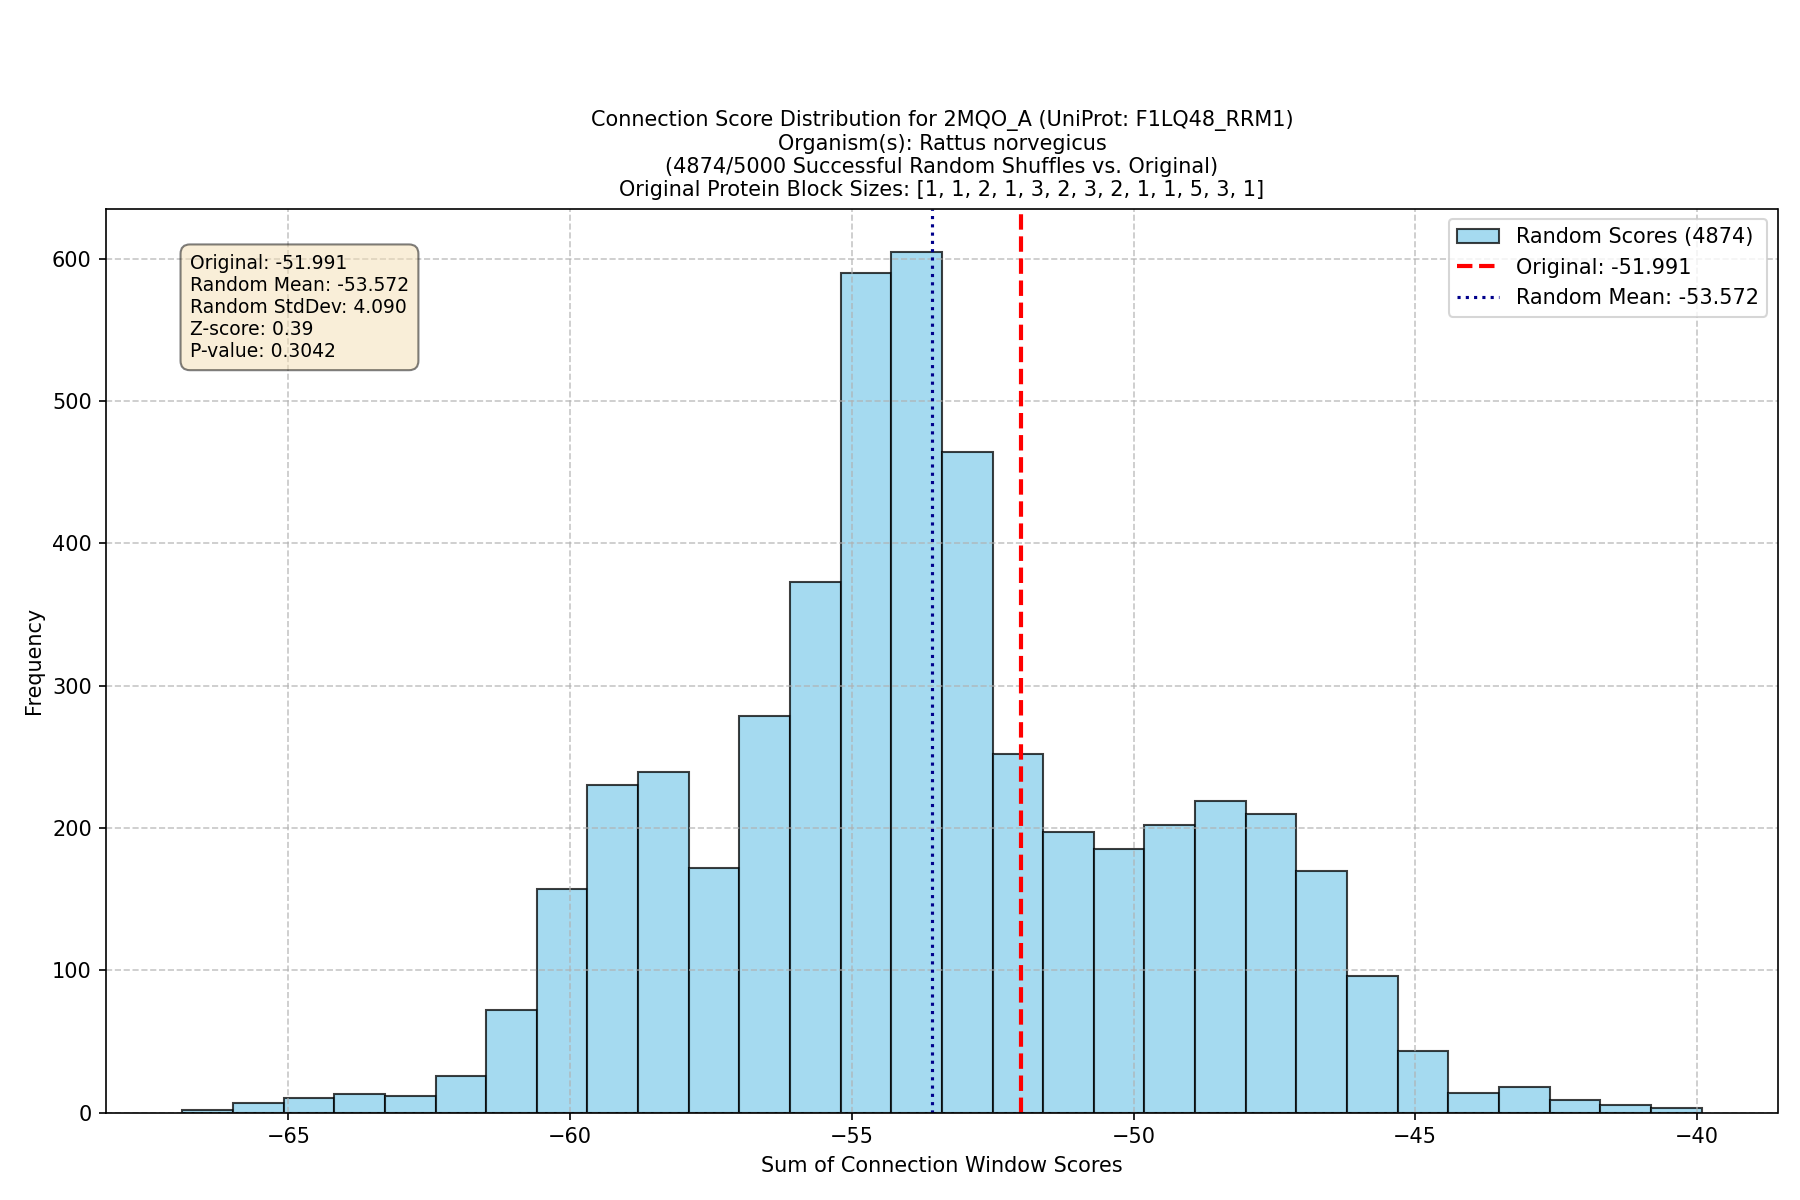 Connection Score Distribution for 2MQO_A (UniProt: F1LQ48_RRM1)
Organism(s): Rattus norvegicus
(4874/5000 Successful Random Shuffles vs. Original)
Original Protein Block Sizes: [1, 1, 2, 1, 3, 2, 3, 2, 1, 1, 5, 3, 1]
Original: -51.991
Random Mean: -53.572
Random StdDev: 4.090
Z-score: 0.39
P-value: 0.3042
Random Scores (4874)
Original: -51.991
Random Mean: -53.572
Frequency
600
500
400
300
200
100
0
−65 −60 −55 −50 −45 −40
Sum of Connection Window Scores